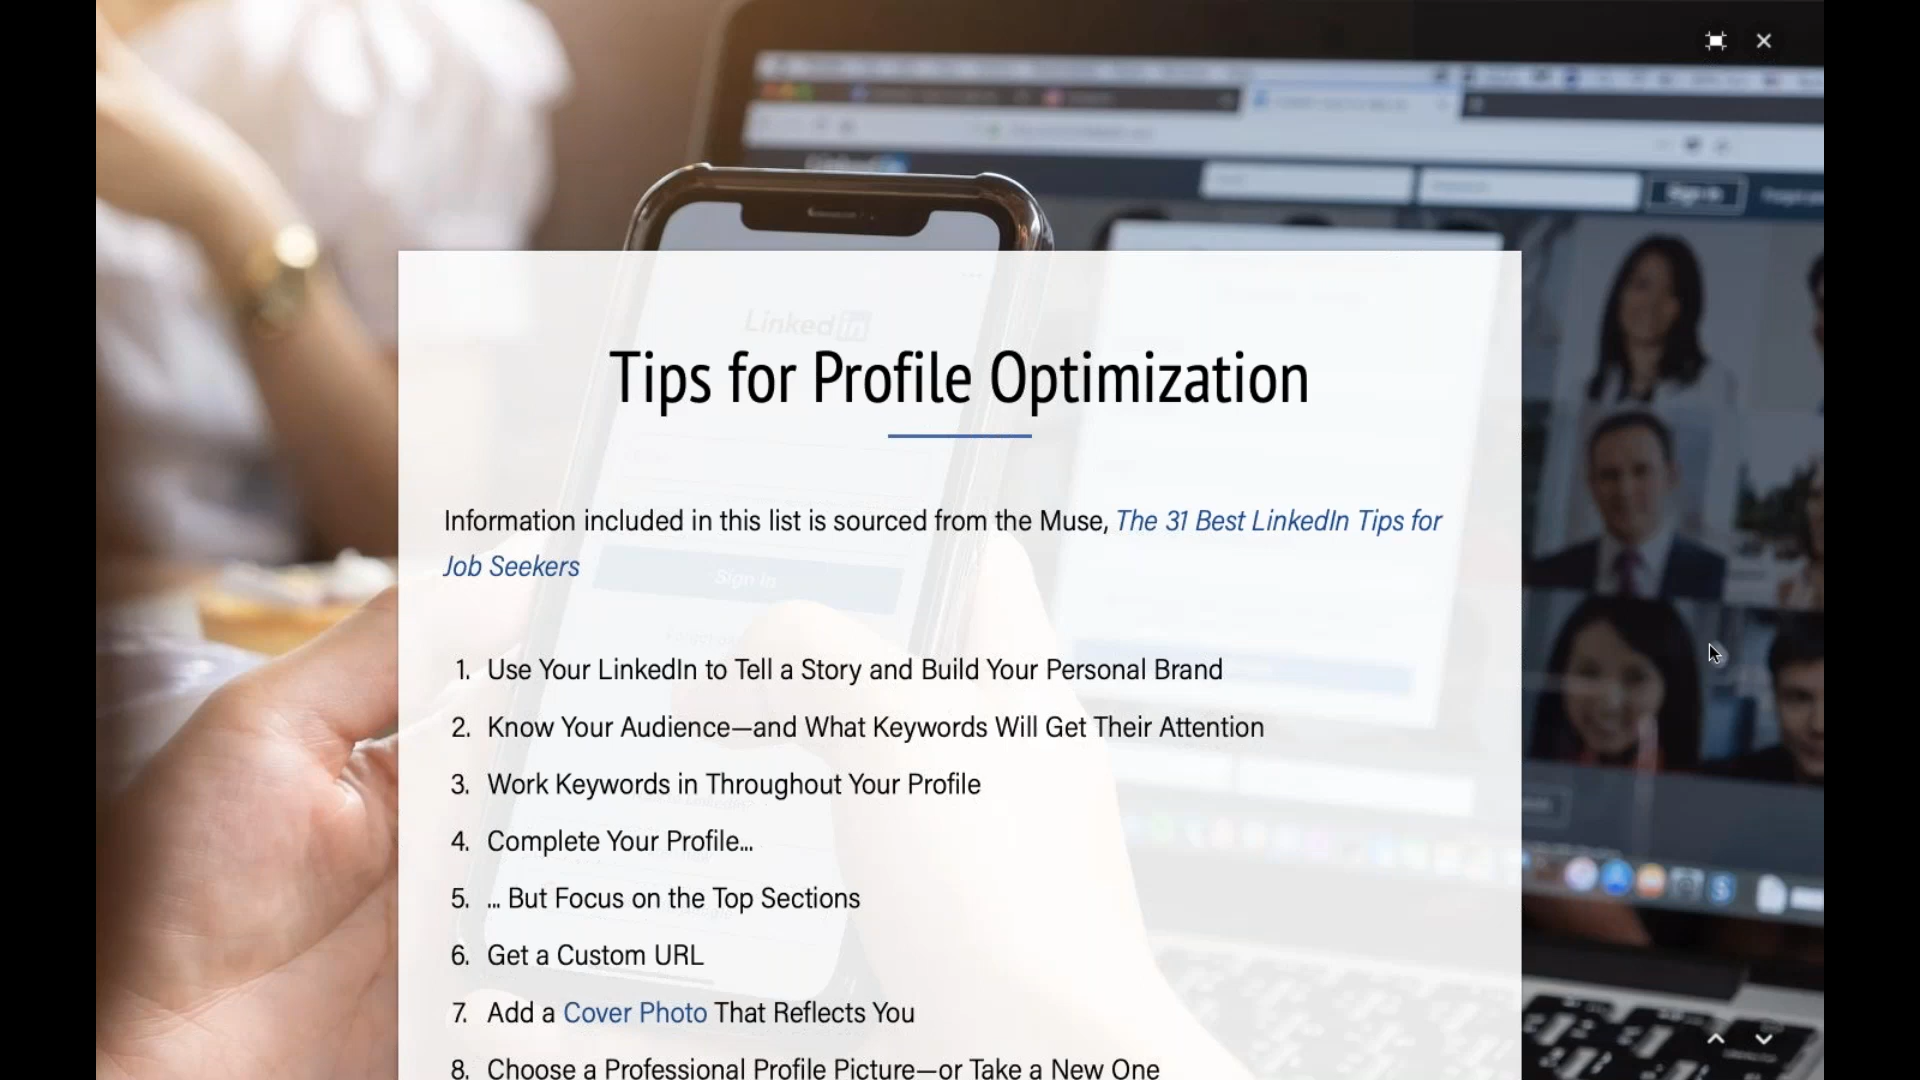 Linkedin
Tips for Profile Optimization
Information included in this list is sourced from the Muse, The 31 Best LinkedIn Tips for
Job Seekers
Sign In
1. Use Your LinkedIn to Tell a Story and Build Your Personal Brand
2. Know Your Audience—and What Keywords Will Get Their Attention
3. Work Keywords in Throughout Your Profile
4. Complete Your Profile...
5. ... But Focus on the Top Sections
6. Get a Custom URL
7. Add a Cover Photo That Reflects You
8. Choose a Professional Profile Picture—or Take a New One